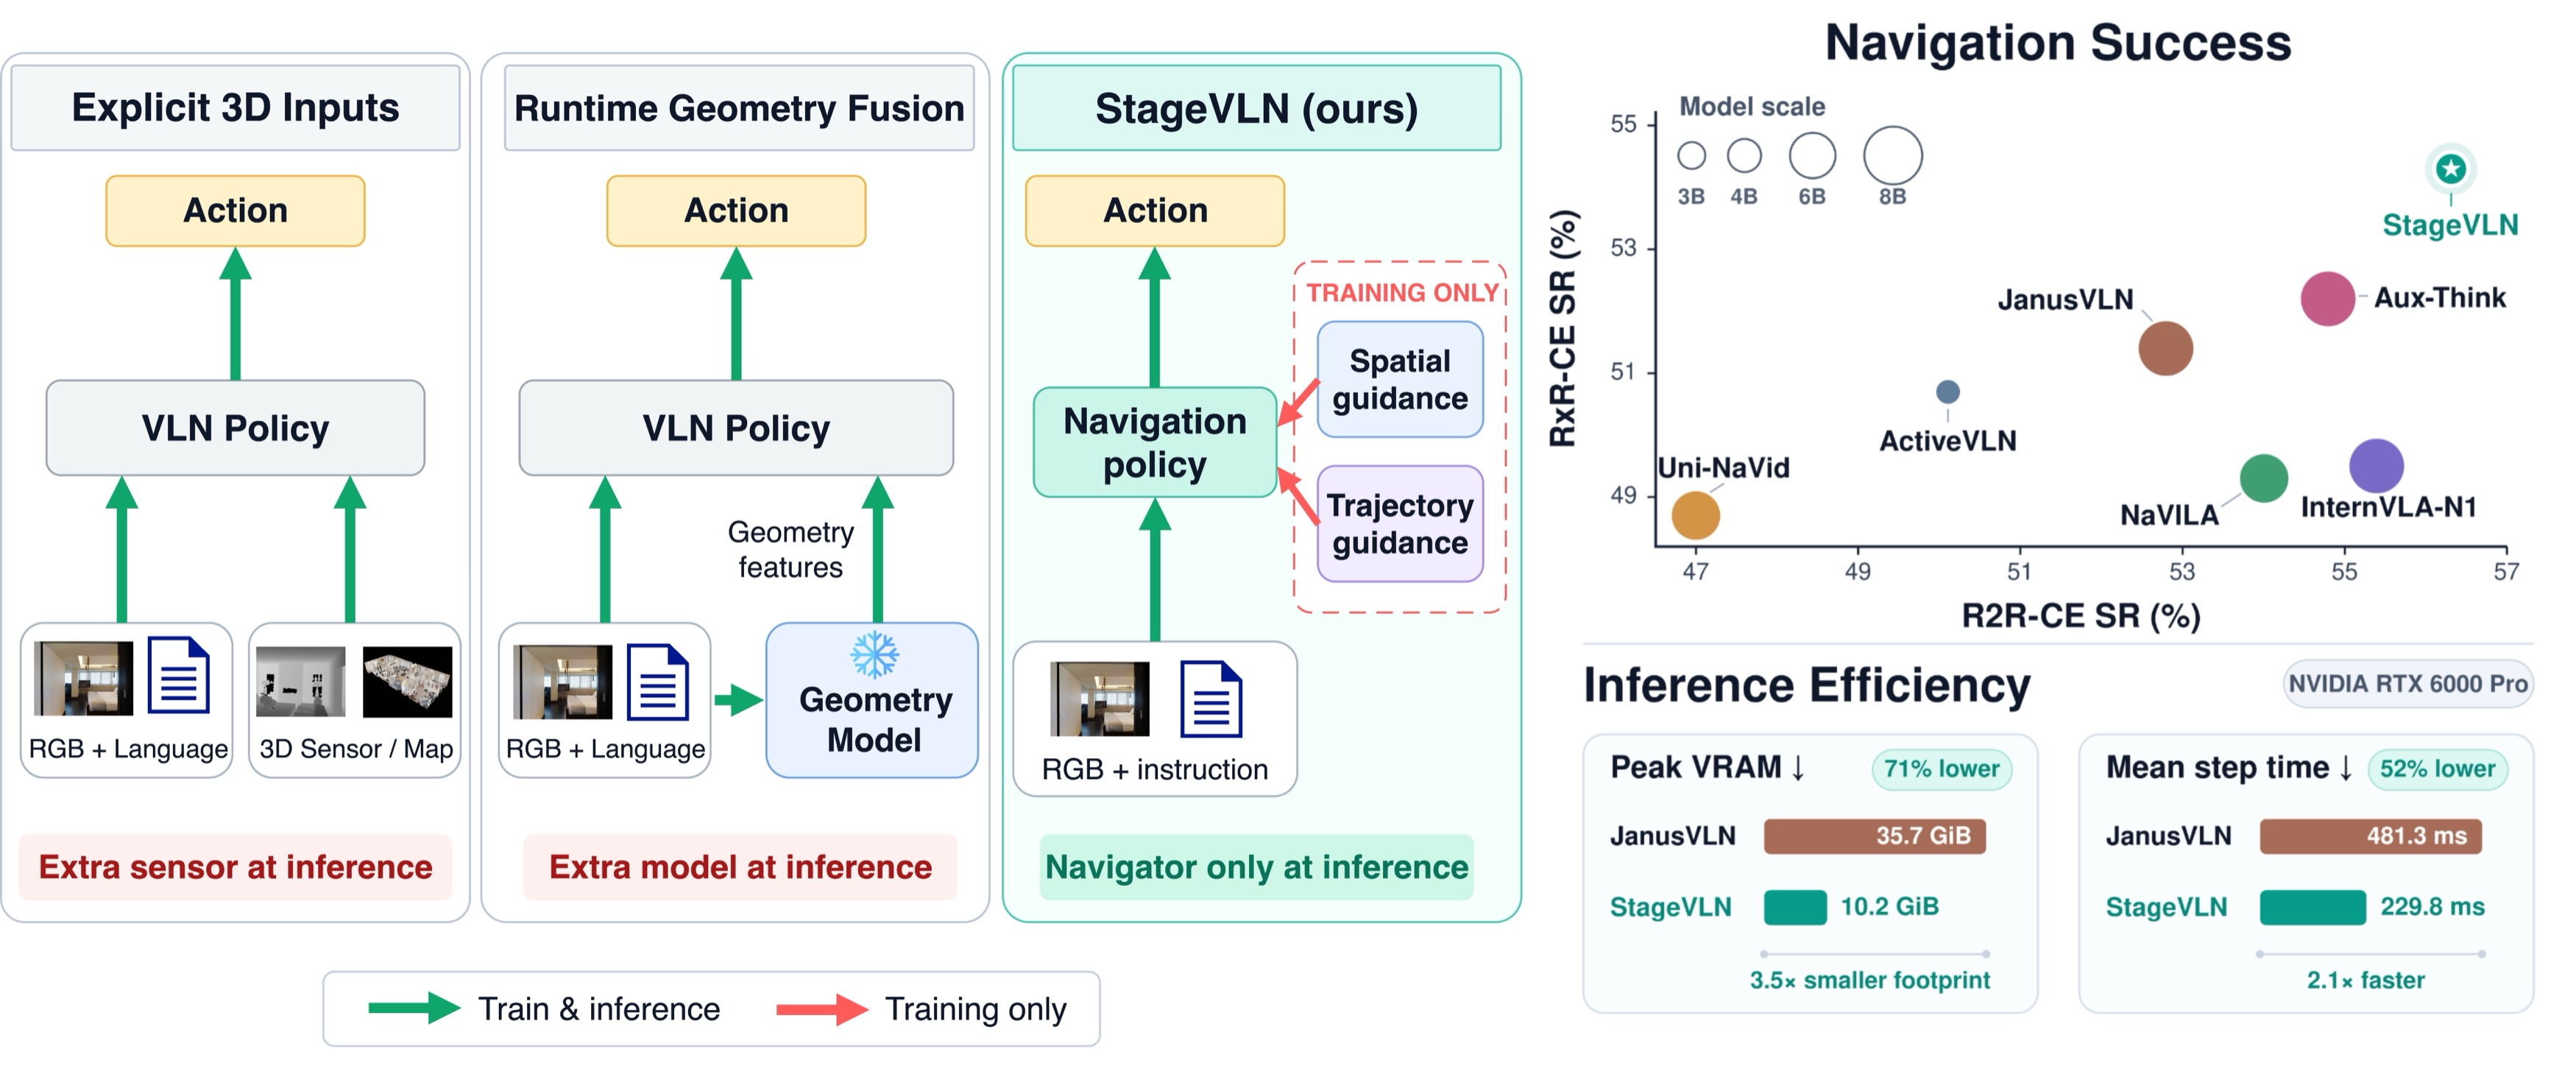 Explicit 3D Inputs
Action
VLN Policy
RGB + Language
3D Sensor / Map
Extra sensor at inference
Runtime Geometry Fusion
Action
VLN Policy
Geometry
features
RGB + Language
Geometry
Model
Extra model at inference
StageVLN (ours)
Action
TRAINING ONLY
Spatial
guidance
Navigation
policy
Trajectory
guidance
RGB + instruction
Navigator only at inference
Train & inference
Training only
Navigation Success
Model scale
3B 4B 6B 8B
RxR-CE SR (%)
55
53
51
49
StageVLN
Aux-Think
JanusVLN
ActiveVLN
Uni-NaVid
NaVILA
InternVLA-N1
47 49 51 53 55 57
R2R-CE SR (%)
Inference Efficiency
NVIDIA RTX 6000 Pro
Peak VRAM ↓ 71% lower
JanusVLN 35.7 GiB
StageVLN 10.2 GiB
3.5× smaller footprint
Mean step time ↓ 52% lower
JanusVLN 481.3 ms
StageVLN 229.8 ms
2.1× faster